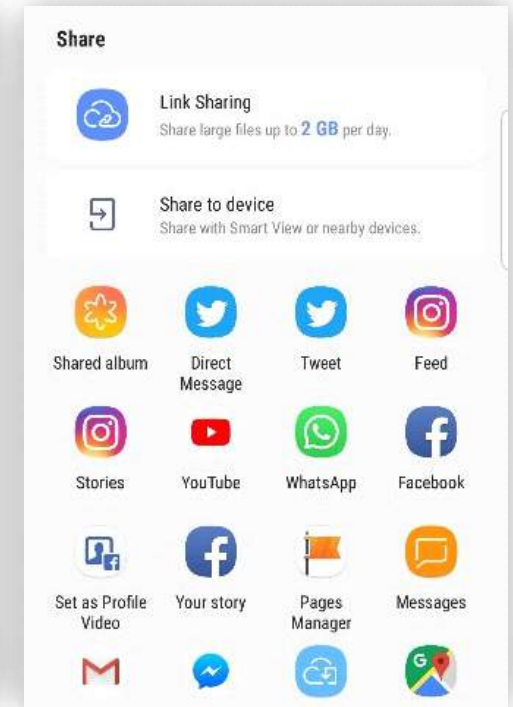 Share
Link Sharing
Share large files up to 2 GB per day.
Share to device
Share with Smart View or nearby devices.
Shared album
Direct
Message
Tweet
Feed
Stories
YouTube
WhatsApp
Facebook
Set as Profile
Video
Your story
Pages
Manager
Messages
G